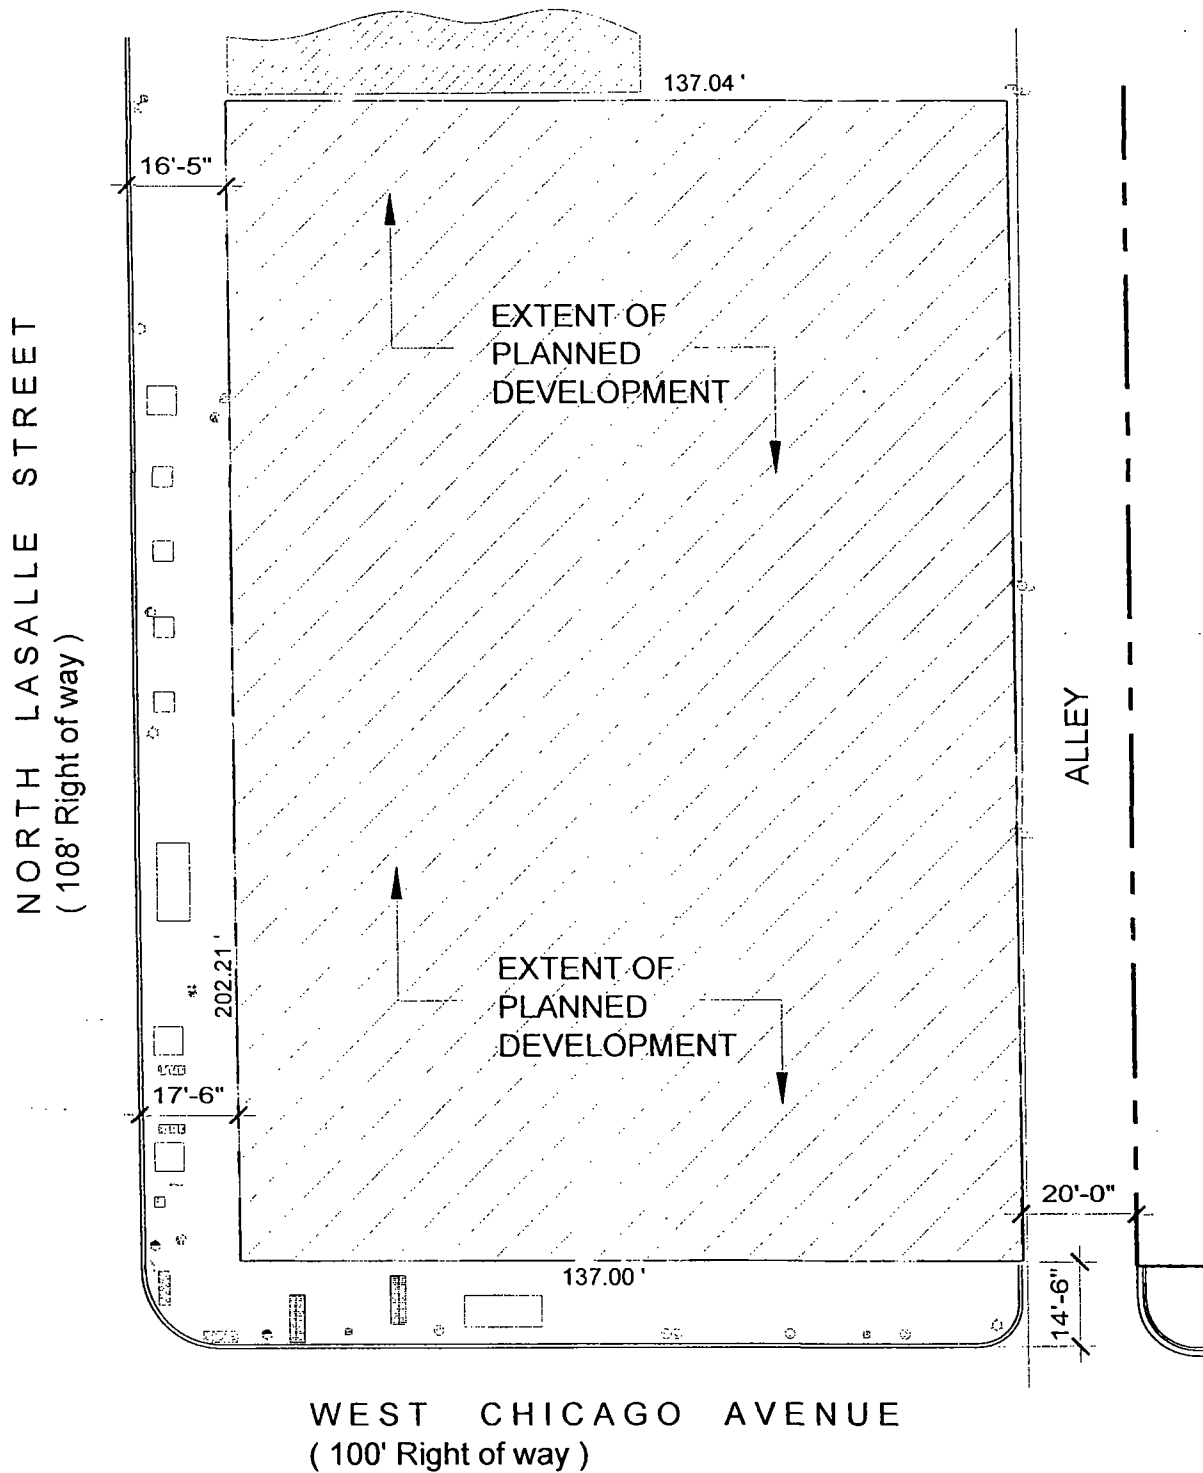 137.04 '
16'-5"
EXTENT OF
PLANNED
DEVELOPMENT
NORTH LASALLE STREET
( 108' Right of way )
ALLEY
202.21 '
EXTENT OF
PLANNED
DEVELOPMENT
17'-6"
20'-0"
137.00 '
14'-6"
WEST CHICAGO AVENUE
( 100' Right of way )